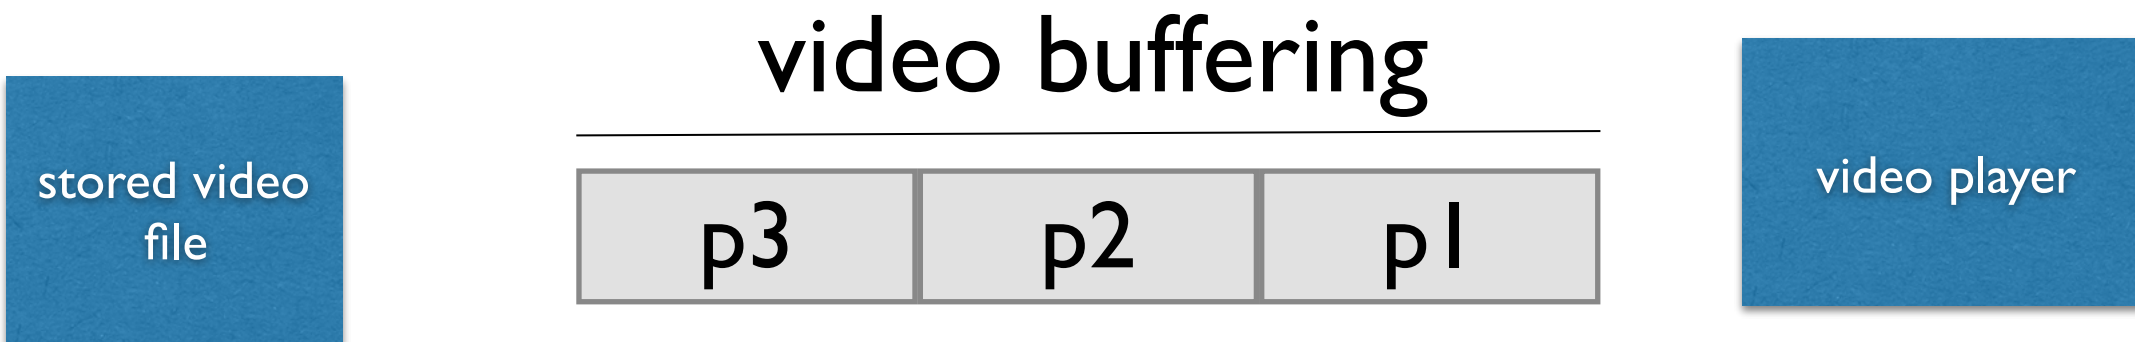 video buffering
stored video
file
p3
p2
p1
video player